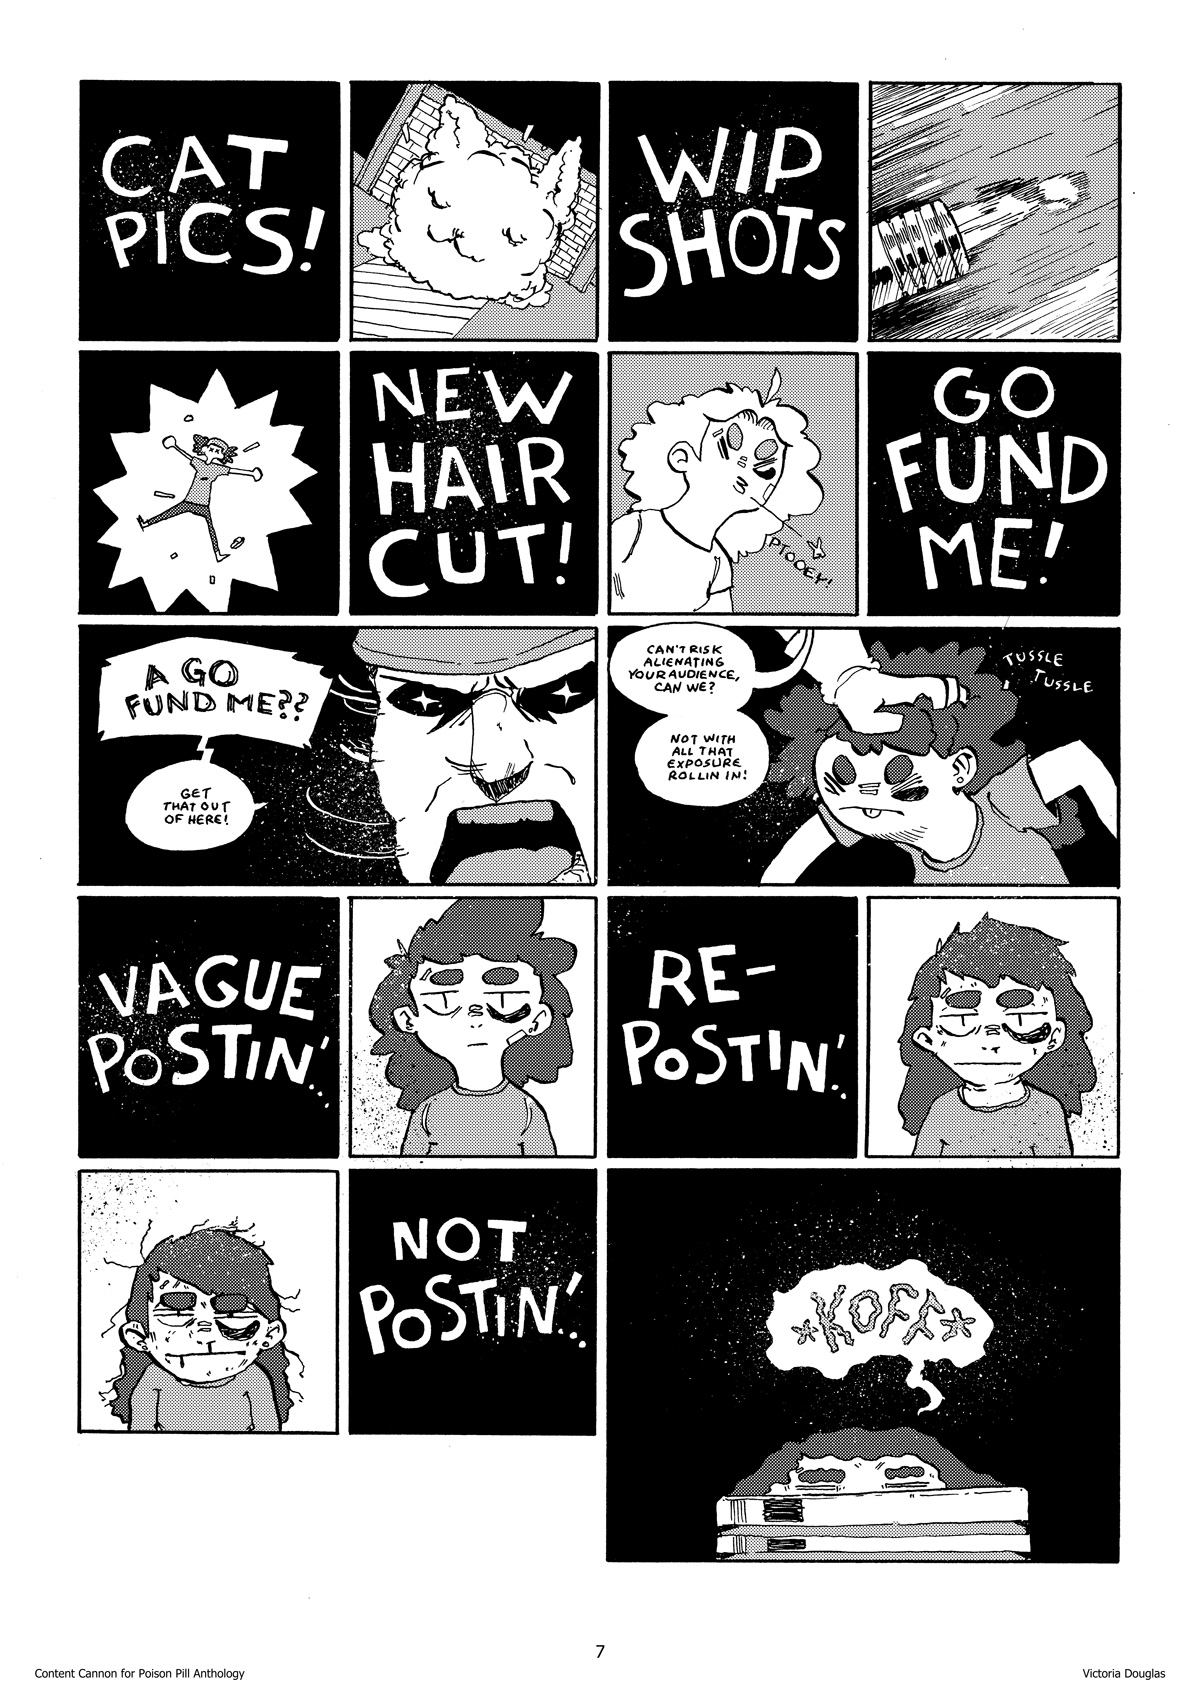 CAT
PICS!
WIP
SHOTS
NEW
HAIR
CUT!
PTOOEY!
GO
FUND
ME!
A GO
FUND ME??
GET
THAT OUT
OF HERE!
CAN'T RISK
ALIENATING
YOUR AUDIENCE,
CAN WE?
NOT WITH
ALL THAT
EXPOSURE
ROLLIN IN!
TUSSLE
TUSSLE
VAGUE
POSTIN'...
RE-
POSTIN'..
NOT
POSTIN'...
*KOFF*
7
Content Cannon for Poison Pill Anthology
Victoria Douglas